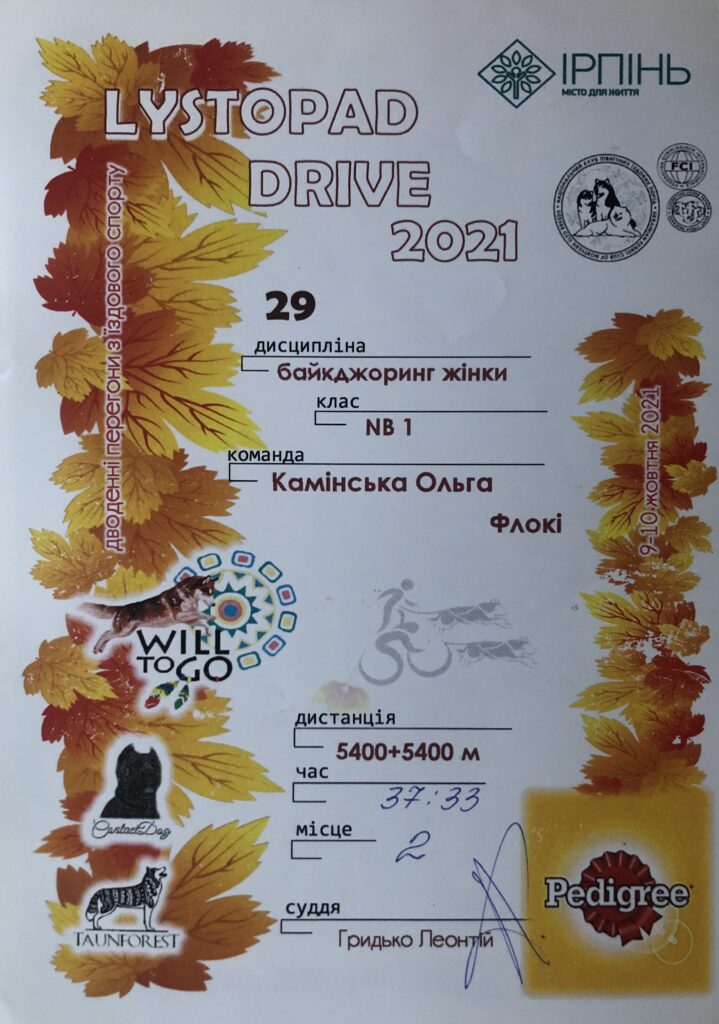 ІРПІНЬ
МІСТО ДЛЯ ЖИТТЯ
LYSTOPAD
DRIVE
2021
FCI
дводенні перегони з їздового спорту
29
дисципліна
байкджоринг жінки
клас
NB 1
команда
Камінська Ольга
Флокі
9-10 жовтня 2021
WILL
TO GO
дистанція
5400+5400 м
час
37:33
місце
2
ContactDog
Pedigree
TAUNFOREST
суддя
Гридько Леонтій